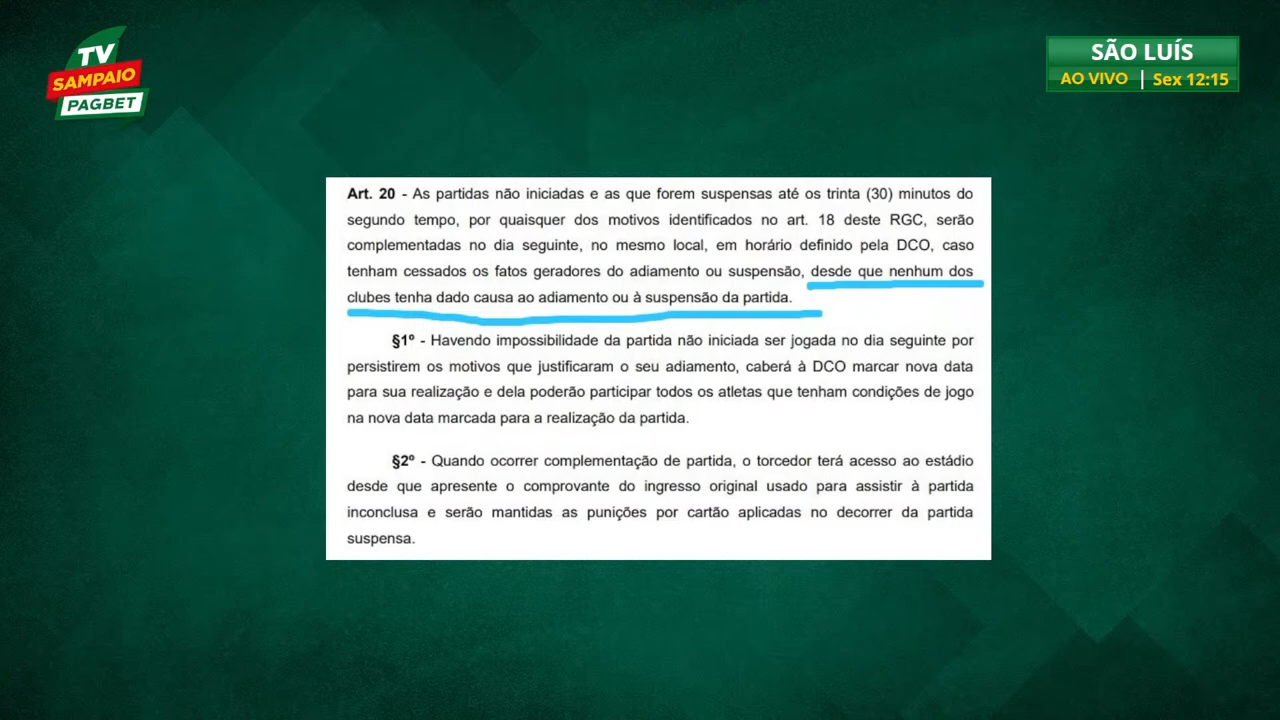 TV
SAMPAIO
PAGBET
SÃO LUÍS
AO VIVO | Sex 12:15
Art. 20 - As partidas não iniciadas e as que forem suspensas até os trinta (30) minutos do
segundo tempo, por quaisquer dos motivos identificados no art. 18 deste RGC, serão
complementadas no dia seguinte, no mesmo local, em horário definido pela DCO, caso
tenham cessados os fatos geradores do adiamento ou suspensão, desde que nenhum dos
clubes tenha dado causa ao adiamento ou à suspensão da partida.
§1º - Havendo impossibilidade da partida não iniciada ser jogada no dia seguinte por
persistirem os motivos que justificaram o seu adiamento, caberá à DCO marcar nova data
para sua realização e dela poderão participar todos os atletas que tenham condições de jogo
na nova data marcada para a realização da partida.
§2º - Quando ocorrer complementação de partida, o torcedor terá acesso ao estádio
desde que apresente o comprovante do ingresso original usado para assistir à partida
inconclusa e serão mantidas as punições por cartão aplicadas no decorrer da partida
suspensa.